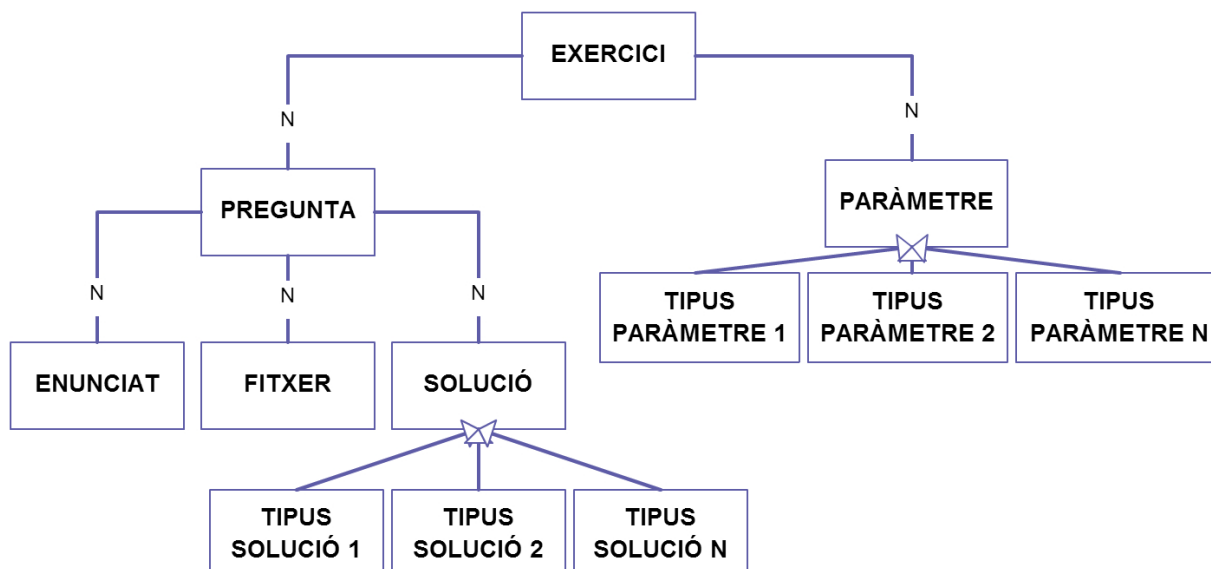 EXERCICI
N
N
PREGUNTA
PARÀMETRE
N
N
N
TIPUS
PARÀMETRE 1
TIPUS
PARÀMETRE 2
TIPUS
PARÀMETRE N
ENUNCIAT
FITXER
SOLUCIÓ
TIPUS
SOLUCIÓ 1
TIPUS
SOLUCIÓ 2
TIPUS
SOLUCIÓ N